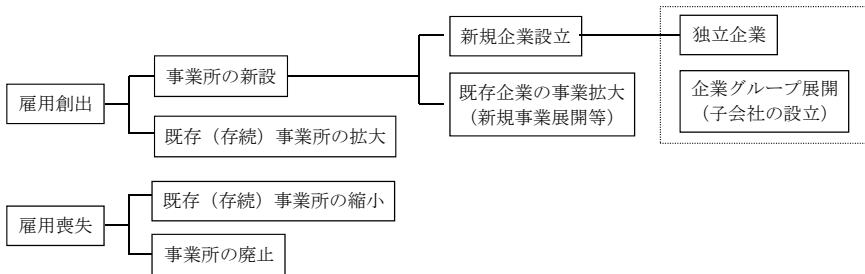 雇用創出
事業所の新設
既存（存続）事業所の拡大
新規企業設立
既存企業の事業拡大
（新規事業展開等）
独立企業
企業グループ展開
（子会社の設立）
雇用喪失
既存（存続）事業所の縮小
事業所の廃止